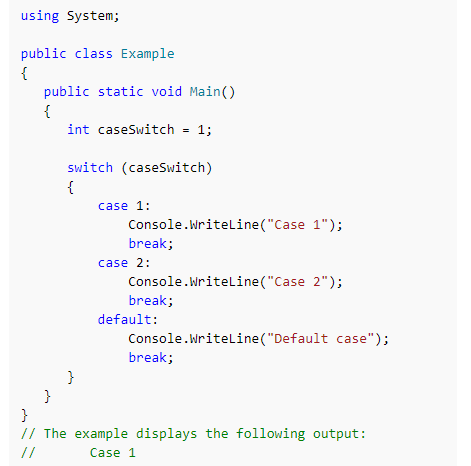 using System;
public class Example
{
   public static void Main()
   {
      int caseSwitch = 1;
      switch (caseSwitch)
      {
          case 1:
              Console.WriteLine("Case 1");
              break;
          case 2:
              Console.WriteLine("Case 2");
              break;
          default:
              Console.WriteLine("Default case");
              break;
      }
   }
}
// The example displays the following output:
//       Case 1